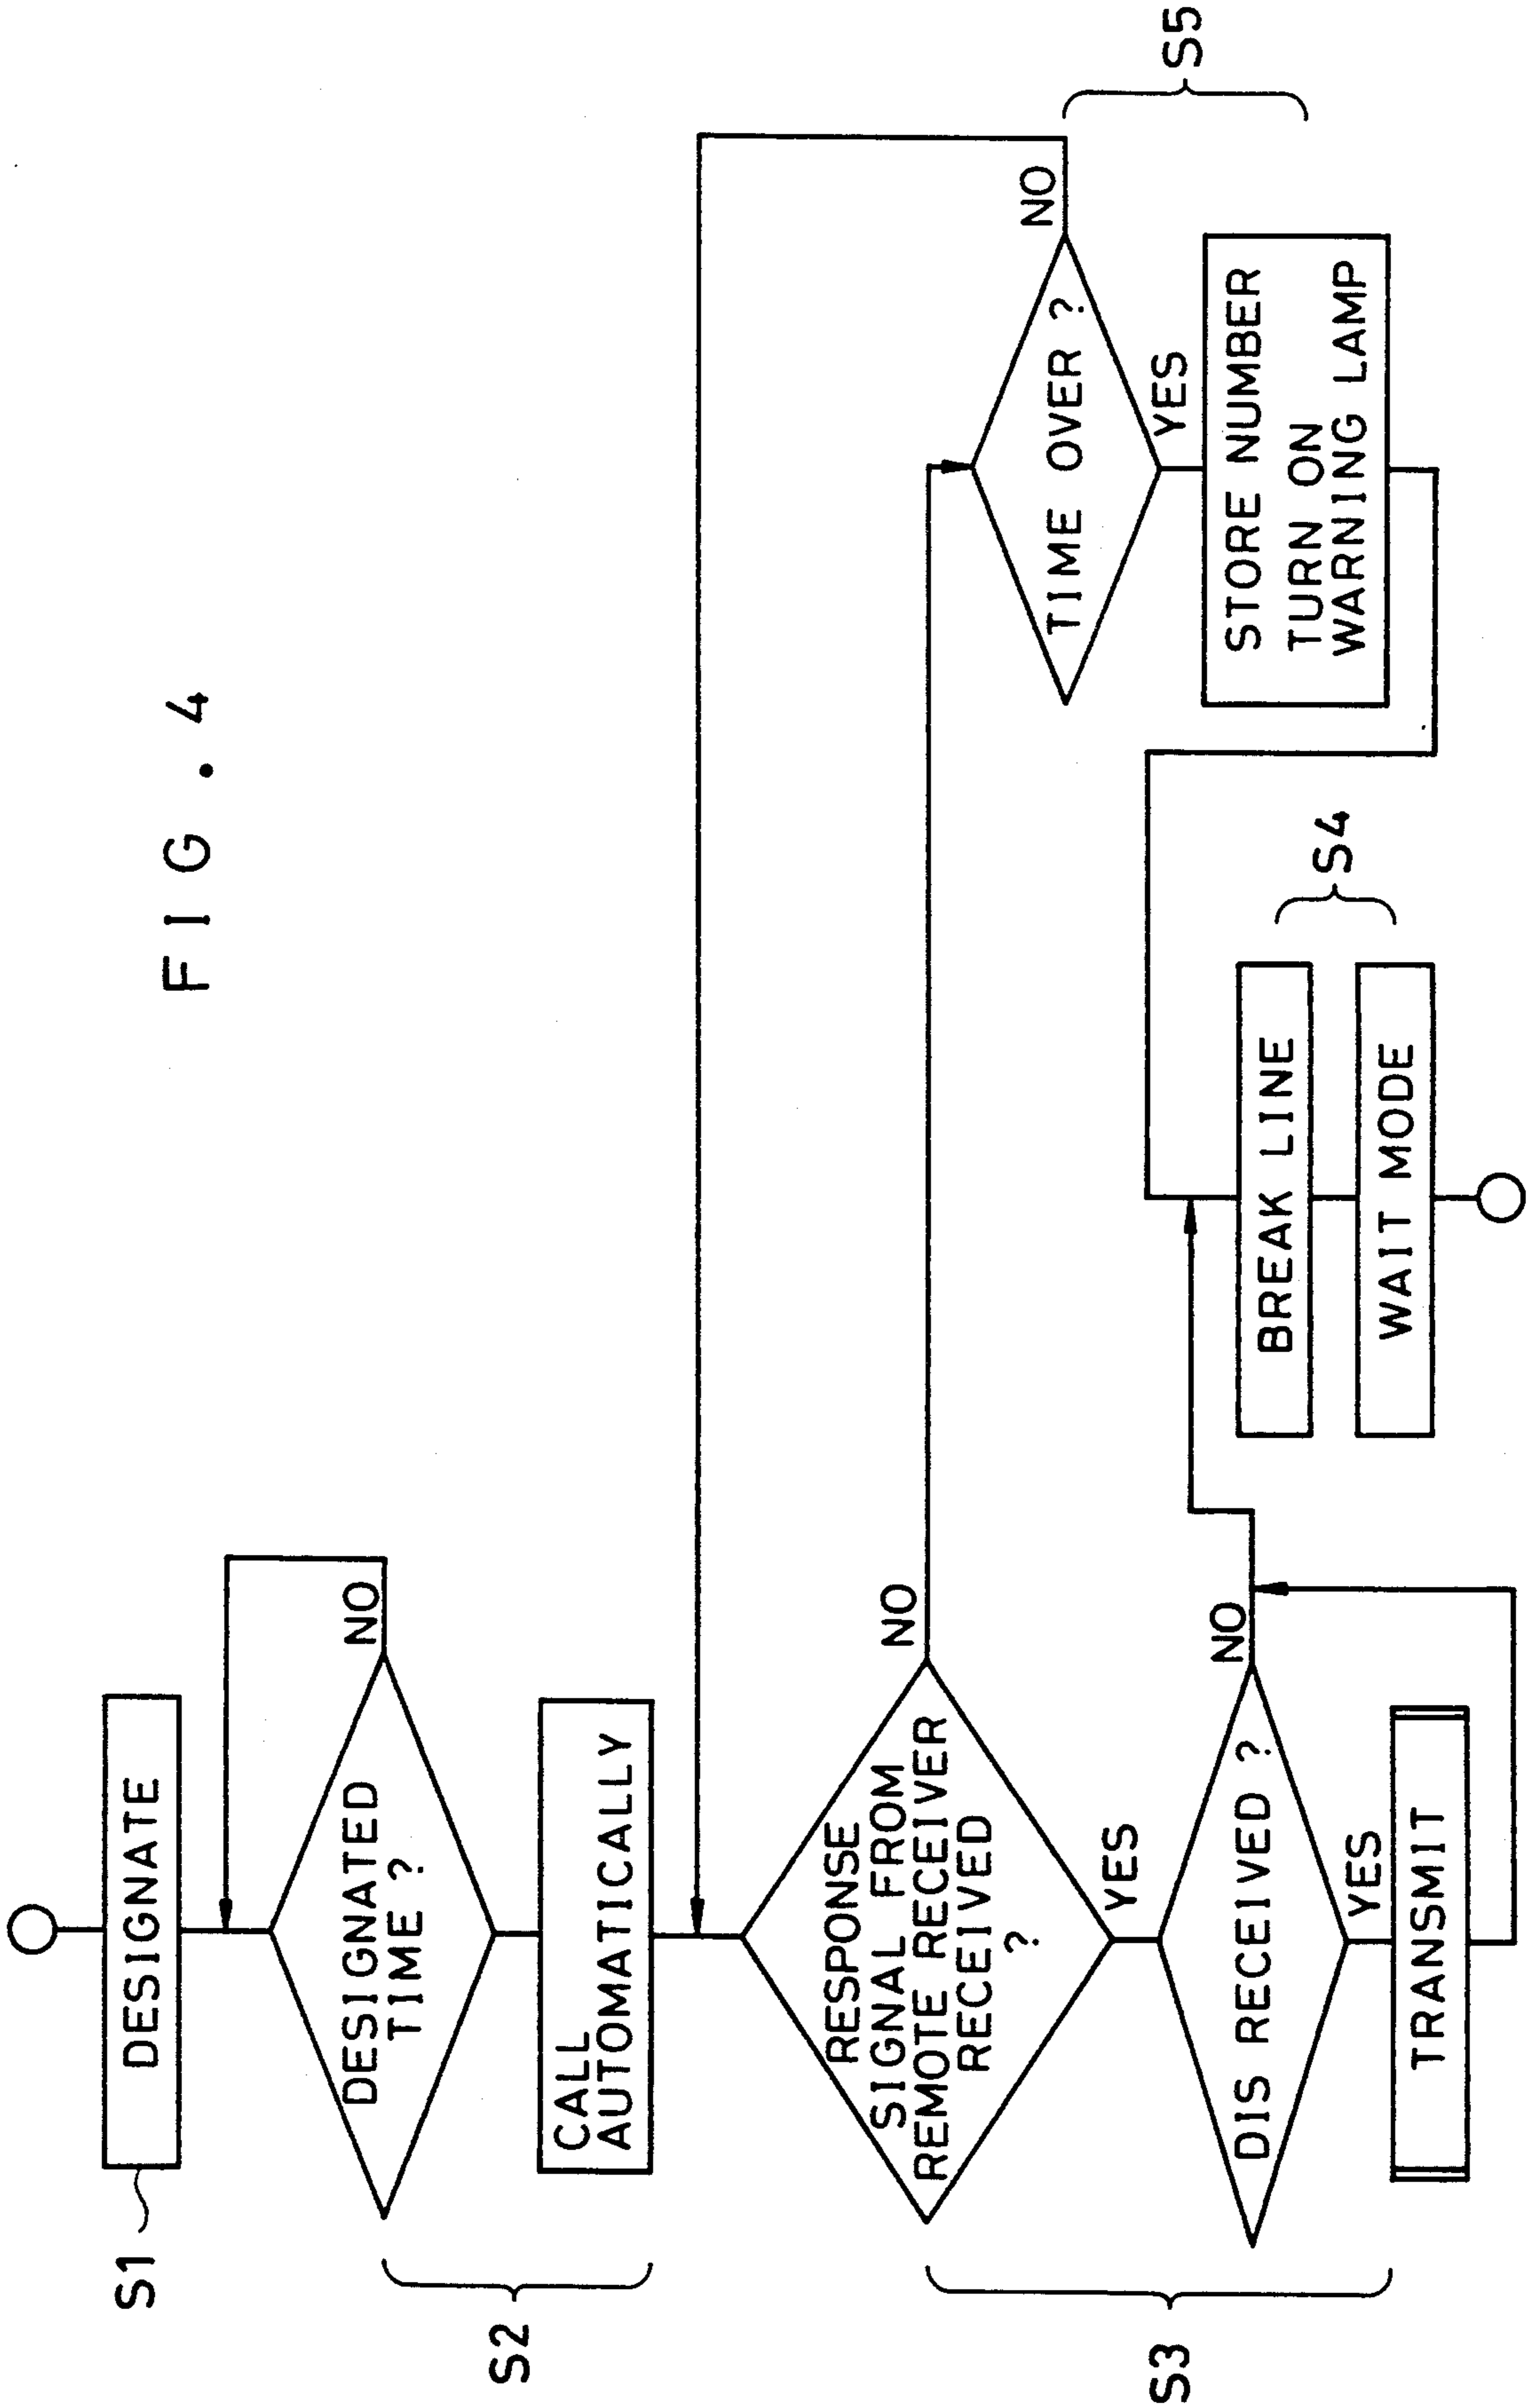 FIG. 4
S1
DESIGNATE
S2
DESIGNATED
TIME ?
NO
CALL
AUTOMATICALLY
S3
RESPONSE
SIGNAL FROM
REMOTE RECEIVER
RECEIVED
?
NO
YES
DIS RECEIVED ?
NO
YES
TRANSMIT
BREAK LINE
WAIT MODE
S4
TIME OVER ?
NO
YES
STORE NUMBER
TURN ON
WARNING LAMP
S5